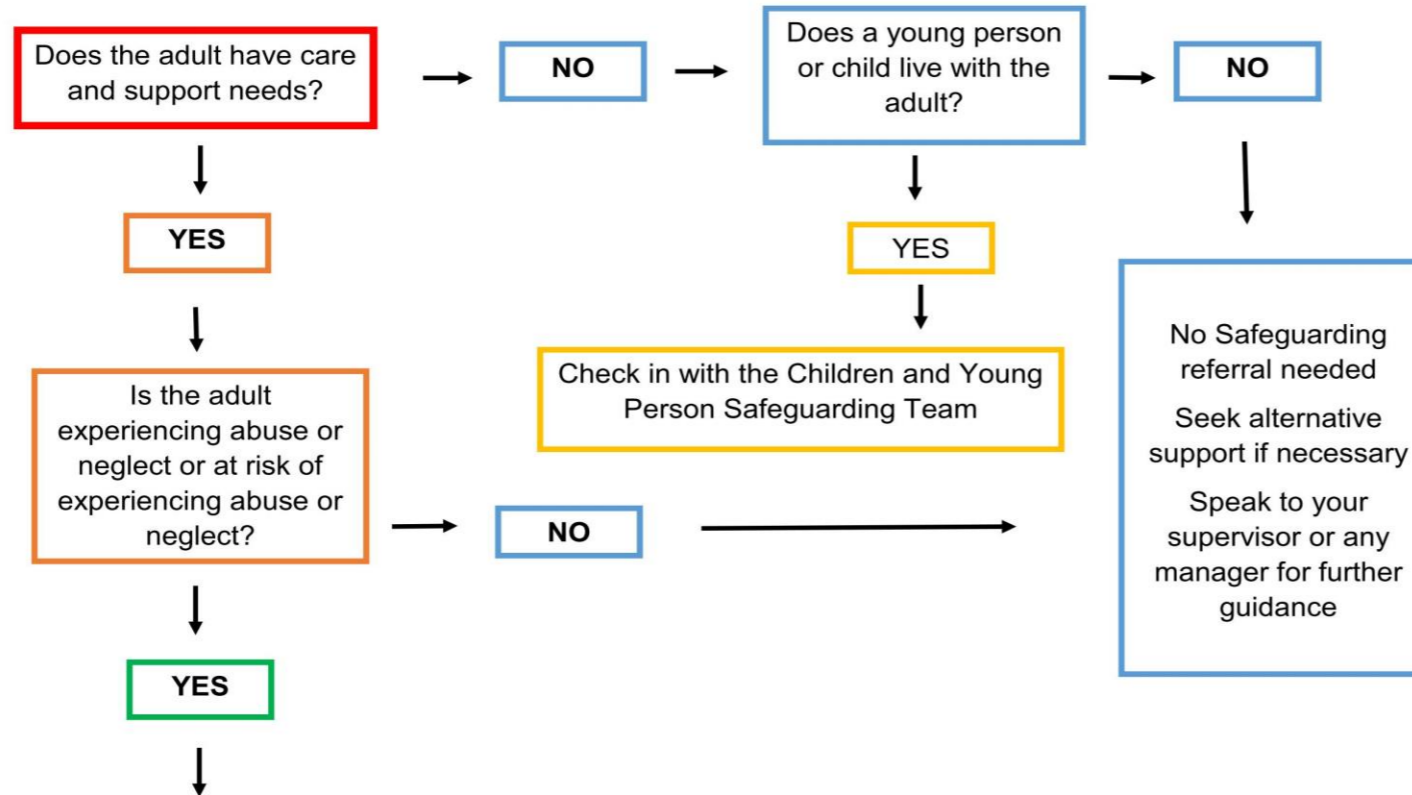 Does the adult have care
and support needs?
NO
Does a young person
or child live with the
adult?
NO
YES
YES
Check in with the Children and Young
Person Safeguarding Team
Is the adult
experiencing abuse or
neglect or at risk of
experiencing abuse or
neglect?
NO
No Safeguarding
referral needed
Seek alternative
support if necessary
Speak to your
supervisor or any
manager for further
guidance
YES